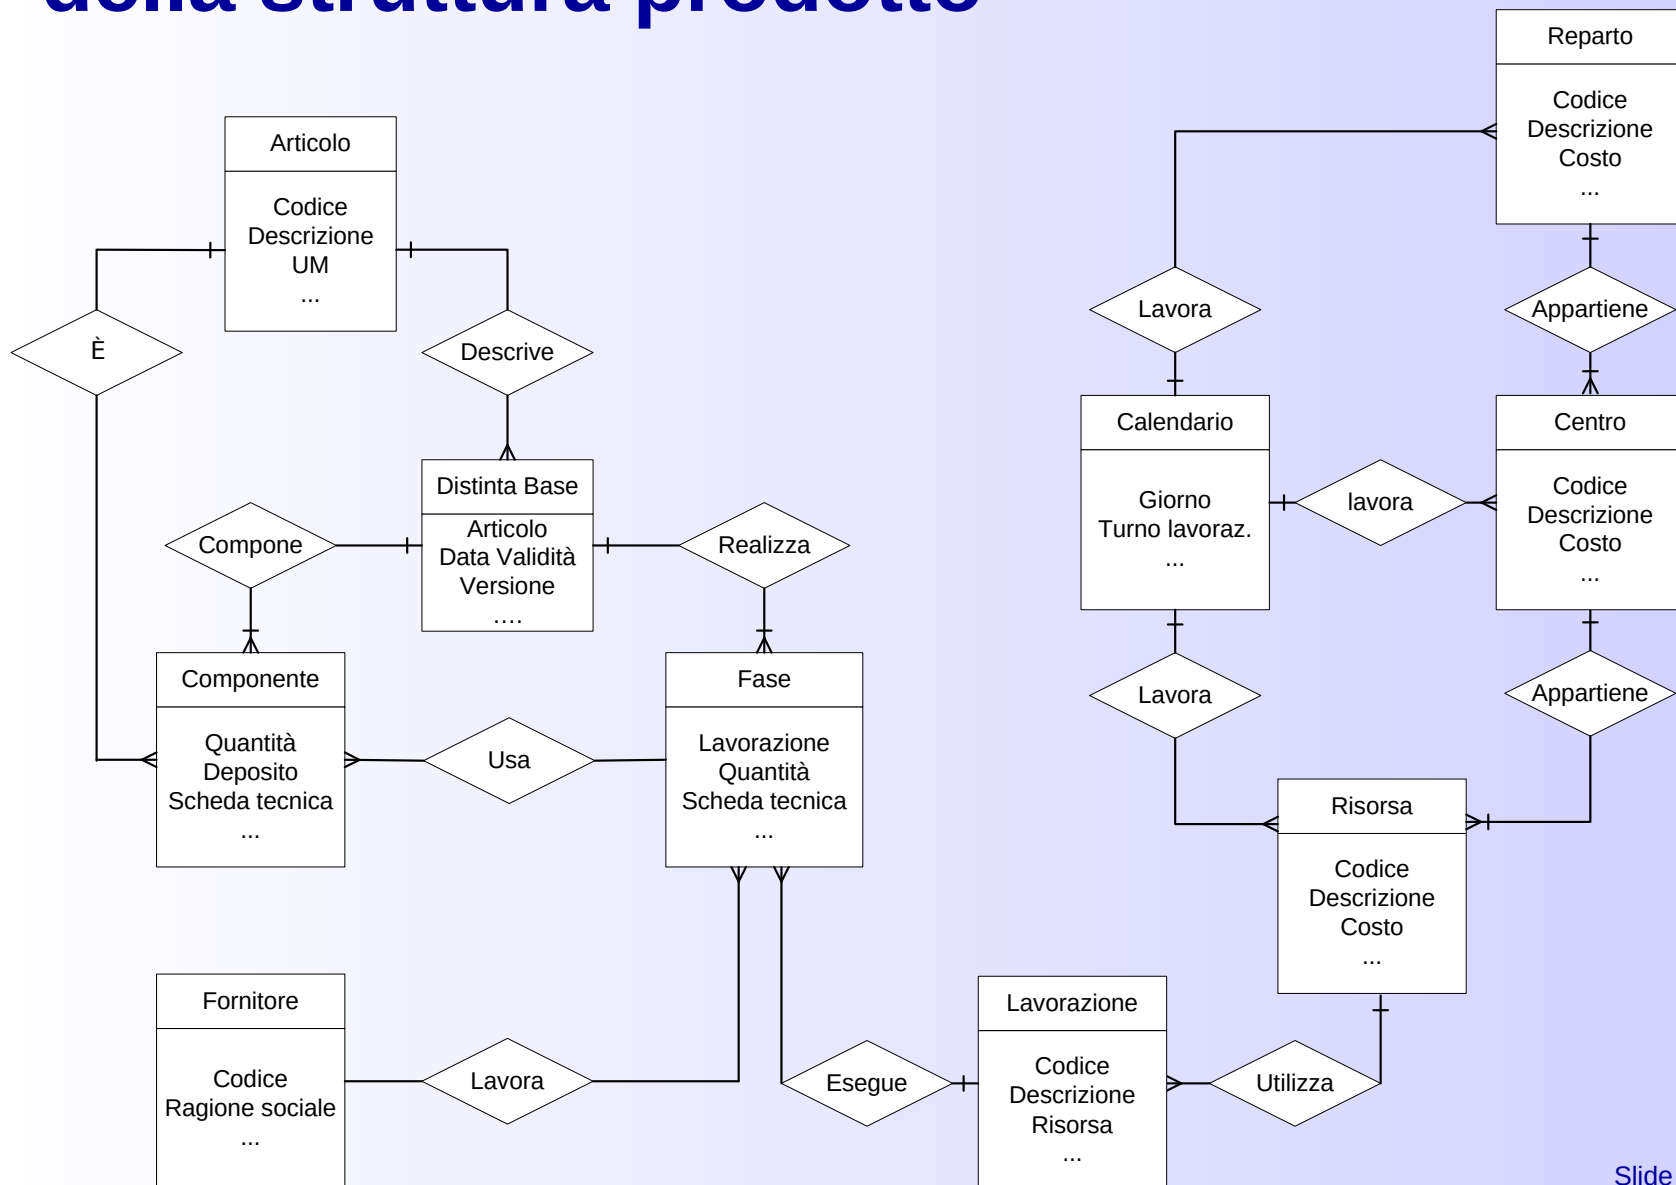 della struttura prodotto
Reparto
Codice
Descrizione
Costo
...
Articolo
Codice
Descrizione
UM
...
È
Descrive
Lavora
Appartiene
Calendario
Giorno
Turno lavoraz.
...
Centro
Codice
Descrizione
Costo
...
lavora
Distinta Base
Articolo
Data Validità
Versione
....
Compone
Realizza
Componente
Quantità
Deposito
Scheda tecnica
...
Usa
Fase
Lavorazione
Quantità
Scheda tecnica
...
Lavora
Appartiene
Risorsa
Codice
Descrizione
Costo
...
Fornitore
Codice
Ragione sociale
...
Lavora
Esegue
Lavorazione
Codice
Descrizione
Risorsa
...
Utilizza
Slide